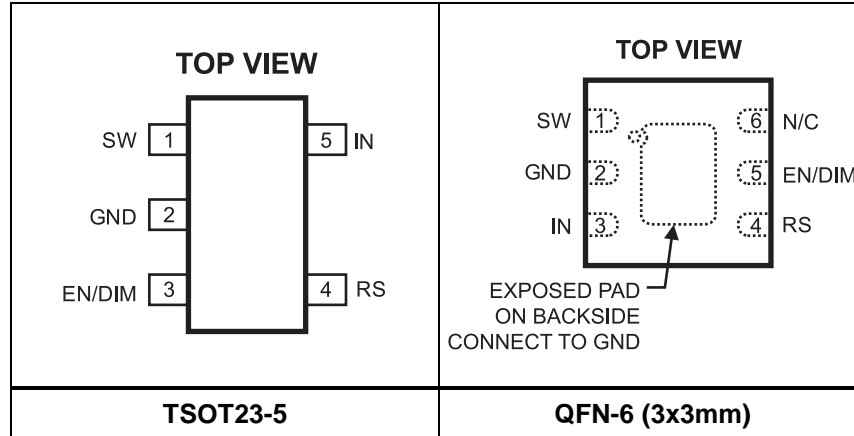 TOP VIEW
SW 1
5 IN
GND 2
EN/DIM 3
4 RS
TSOT23-5
TOP VIEW
SW 1
6 N/C
GND 2
5 EN/DIM
IN 3
4 RS
EXPOSED PAD
ON BACKSIDE
CONNECT TO GND
QFN-6 (3x3mm)